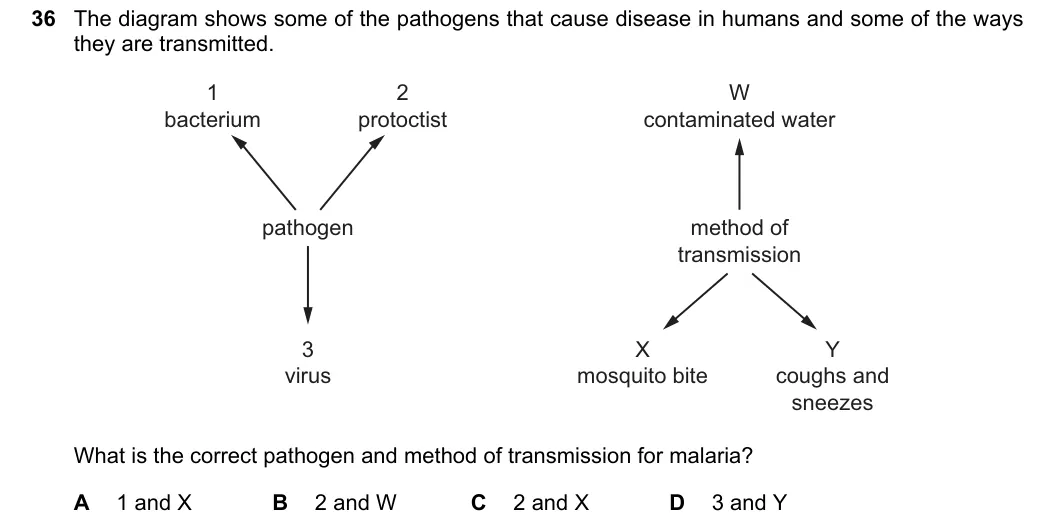 36 The diagram shows some of the pathogens that cause disease in humans and some of the ways
they are transmitted.
1
bacterium
2
protoctist
pathogen
3
virus
W
contaminated water
method of
transmission
X
mosquito bite
Y
coughs and
sneezes
What is the correct pathogen and method of transmission for malaria?
A 1 and X B 2 and W C 2 and X D 3 and Y